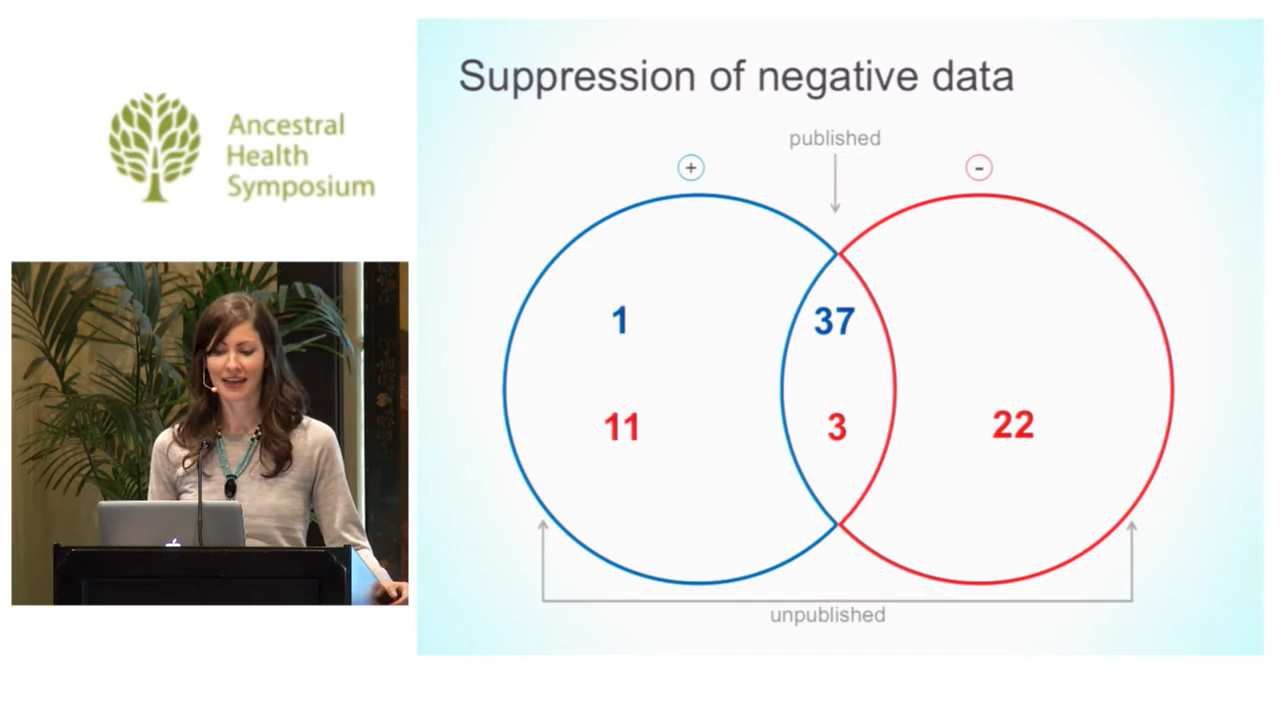 Ancestral
Health
Symposium
Suppression of negative data
published
+
-
1
37
11
3
22
unpublished